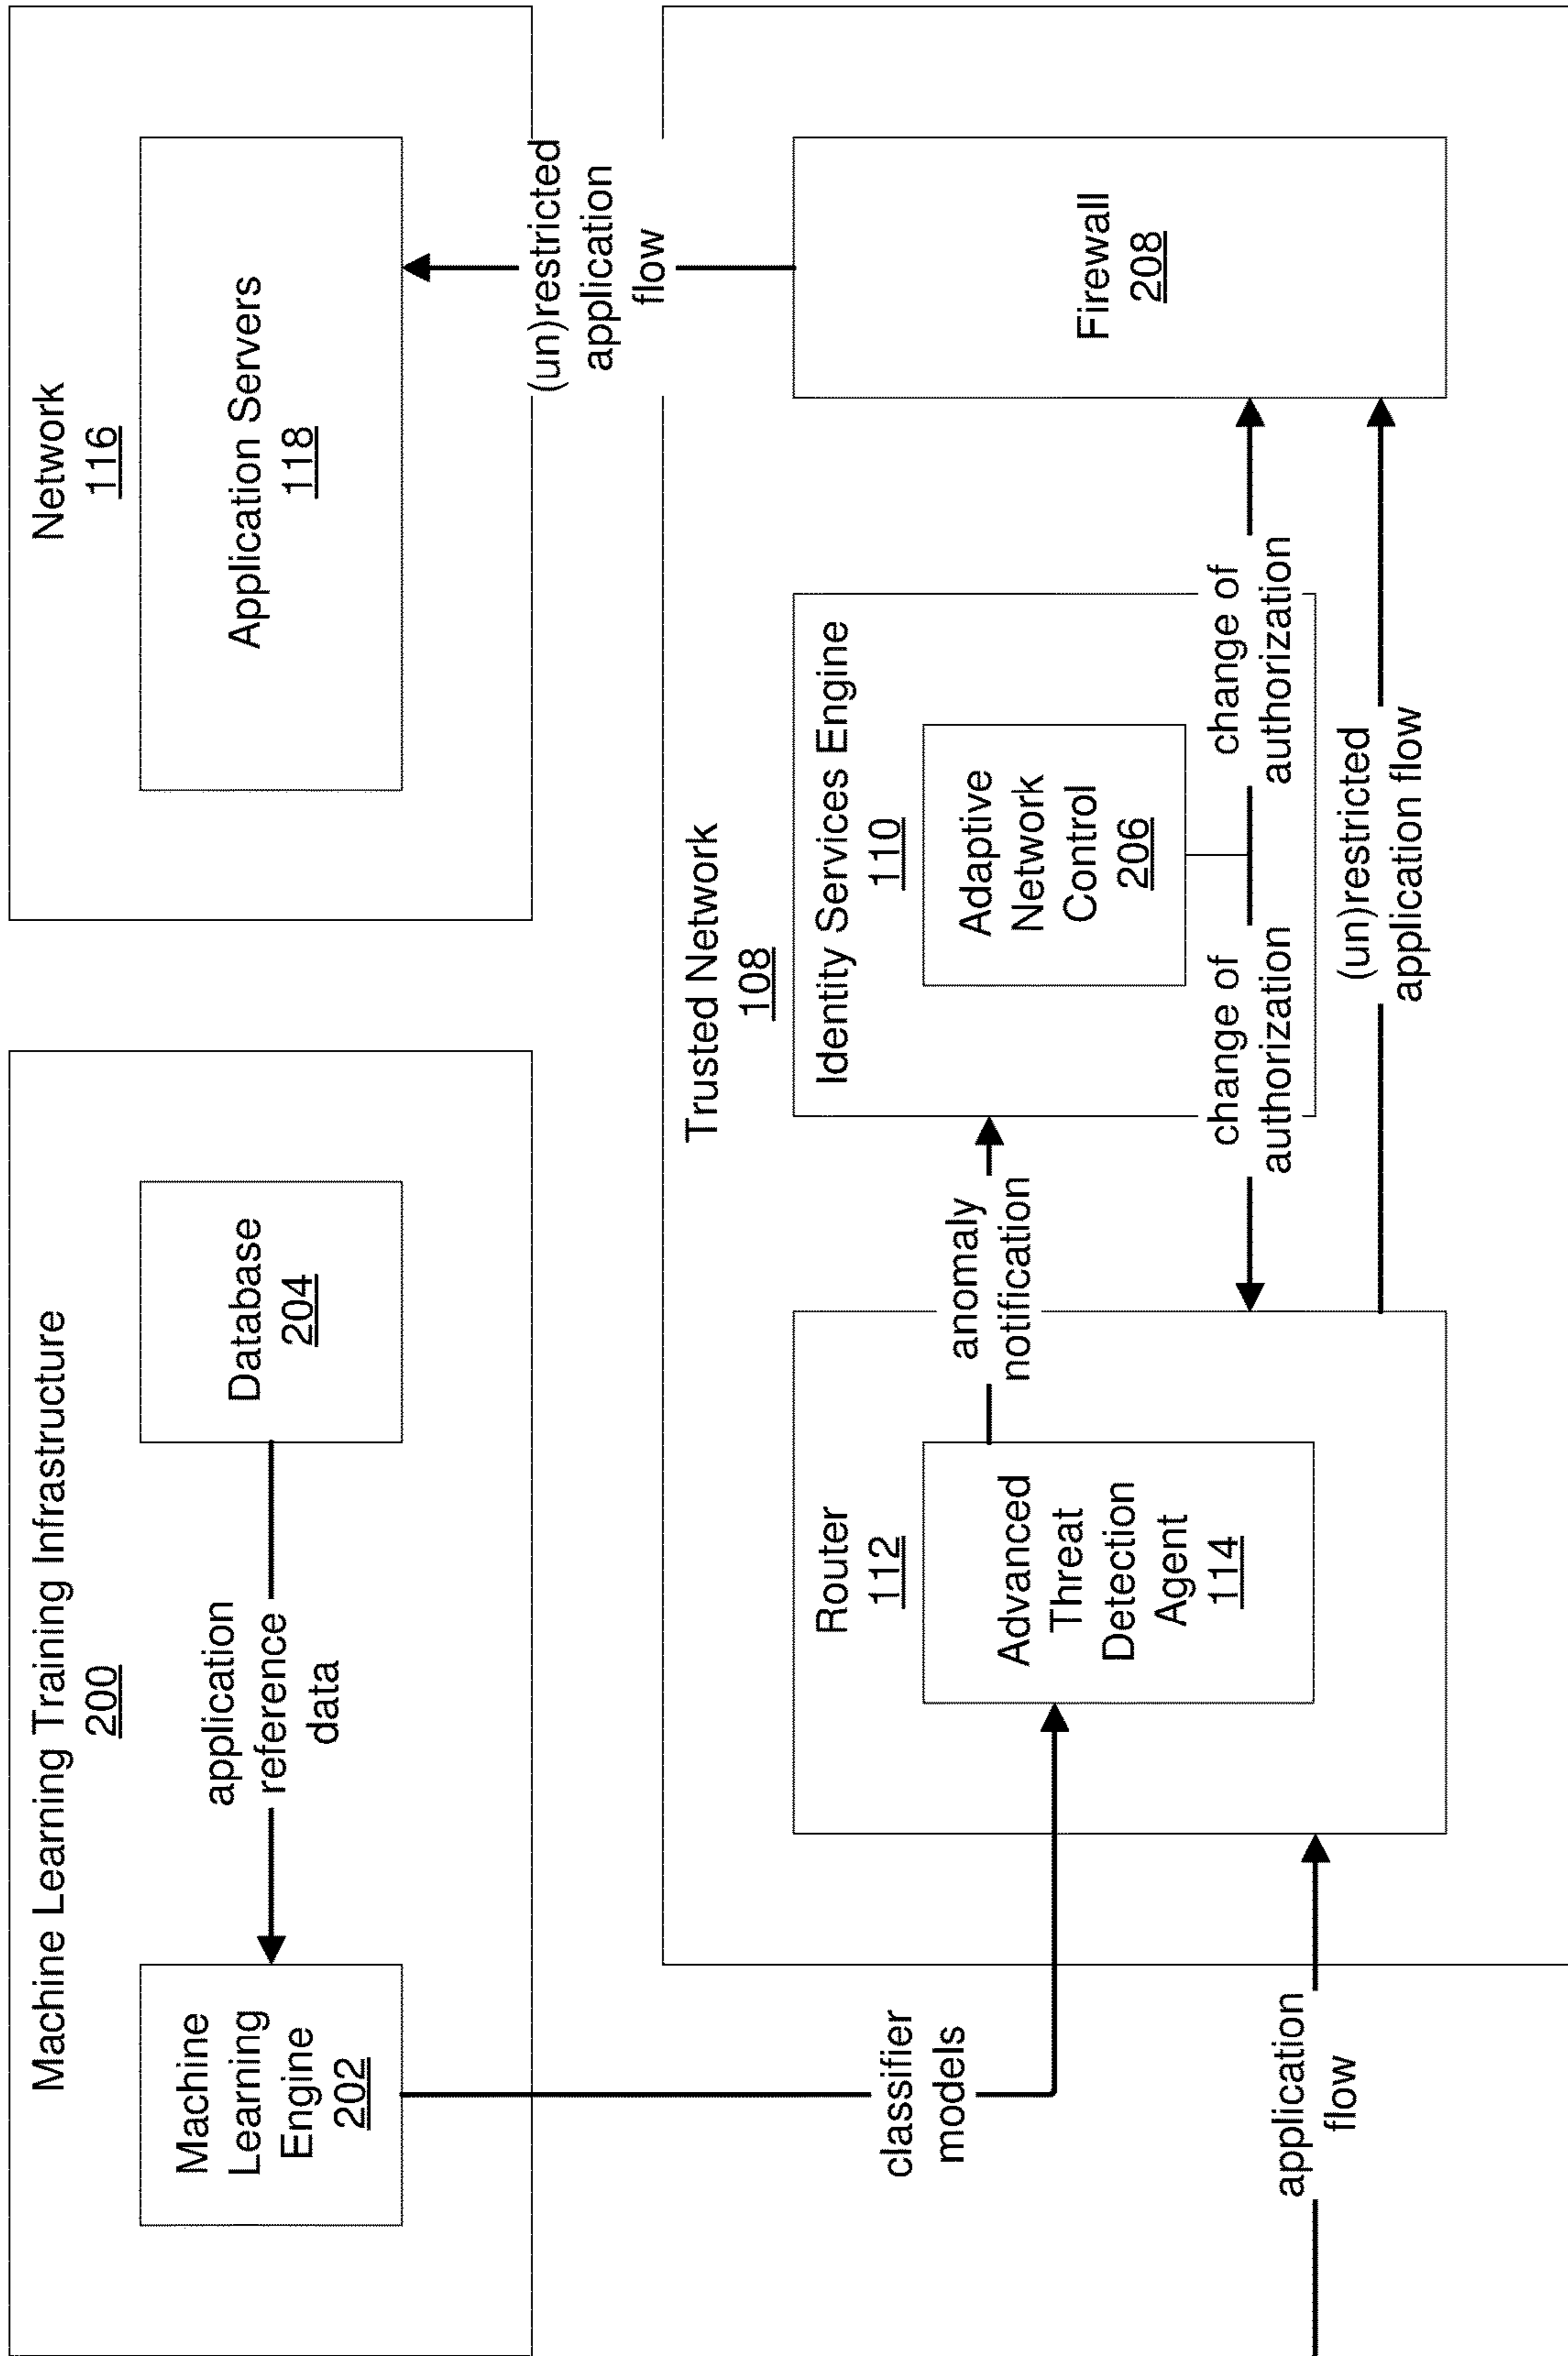 Machine Learning Training Infrastructure
200
Machine
Learning
Engine
202
application
reference
data
Database
204
Network
116
Application Servers
118
classifier
models
(un)restricted
application
flow
Trusted Network
108
Router
112
Advanced
Threat
Detection
Agent
114
anomaly
notification
Identity Services Engine
110
Adaptive
Network
Control
206
change of
authorization
change of
authorization
Firewall
208
application
flow
(un)restricted
application flow